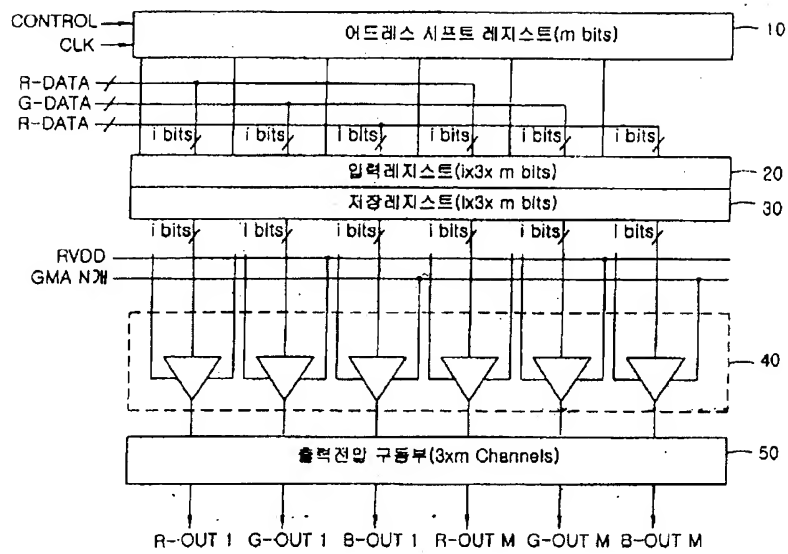 CONTROL
CLK
어드레스 시프트 레지스트(m bits)
10
R-DATA
G-DATA
R-DATA
i bits i bits i bits i bits i bits i bits
입력레지스트(ix3x m bits)
20
저장레지스트(ix3x m bits)
30
i bits i bits i bits i bits i bits i bits
RVDD
GMA N개
40
출력전압 구동부(3xm Channels)
50
R-OUT 1 G-OUT 1 B-OUT 1 R-OUT M G-OUT M B-OUT M